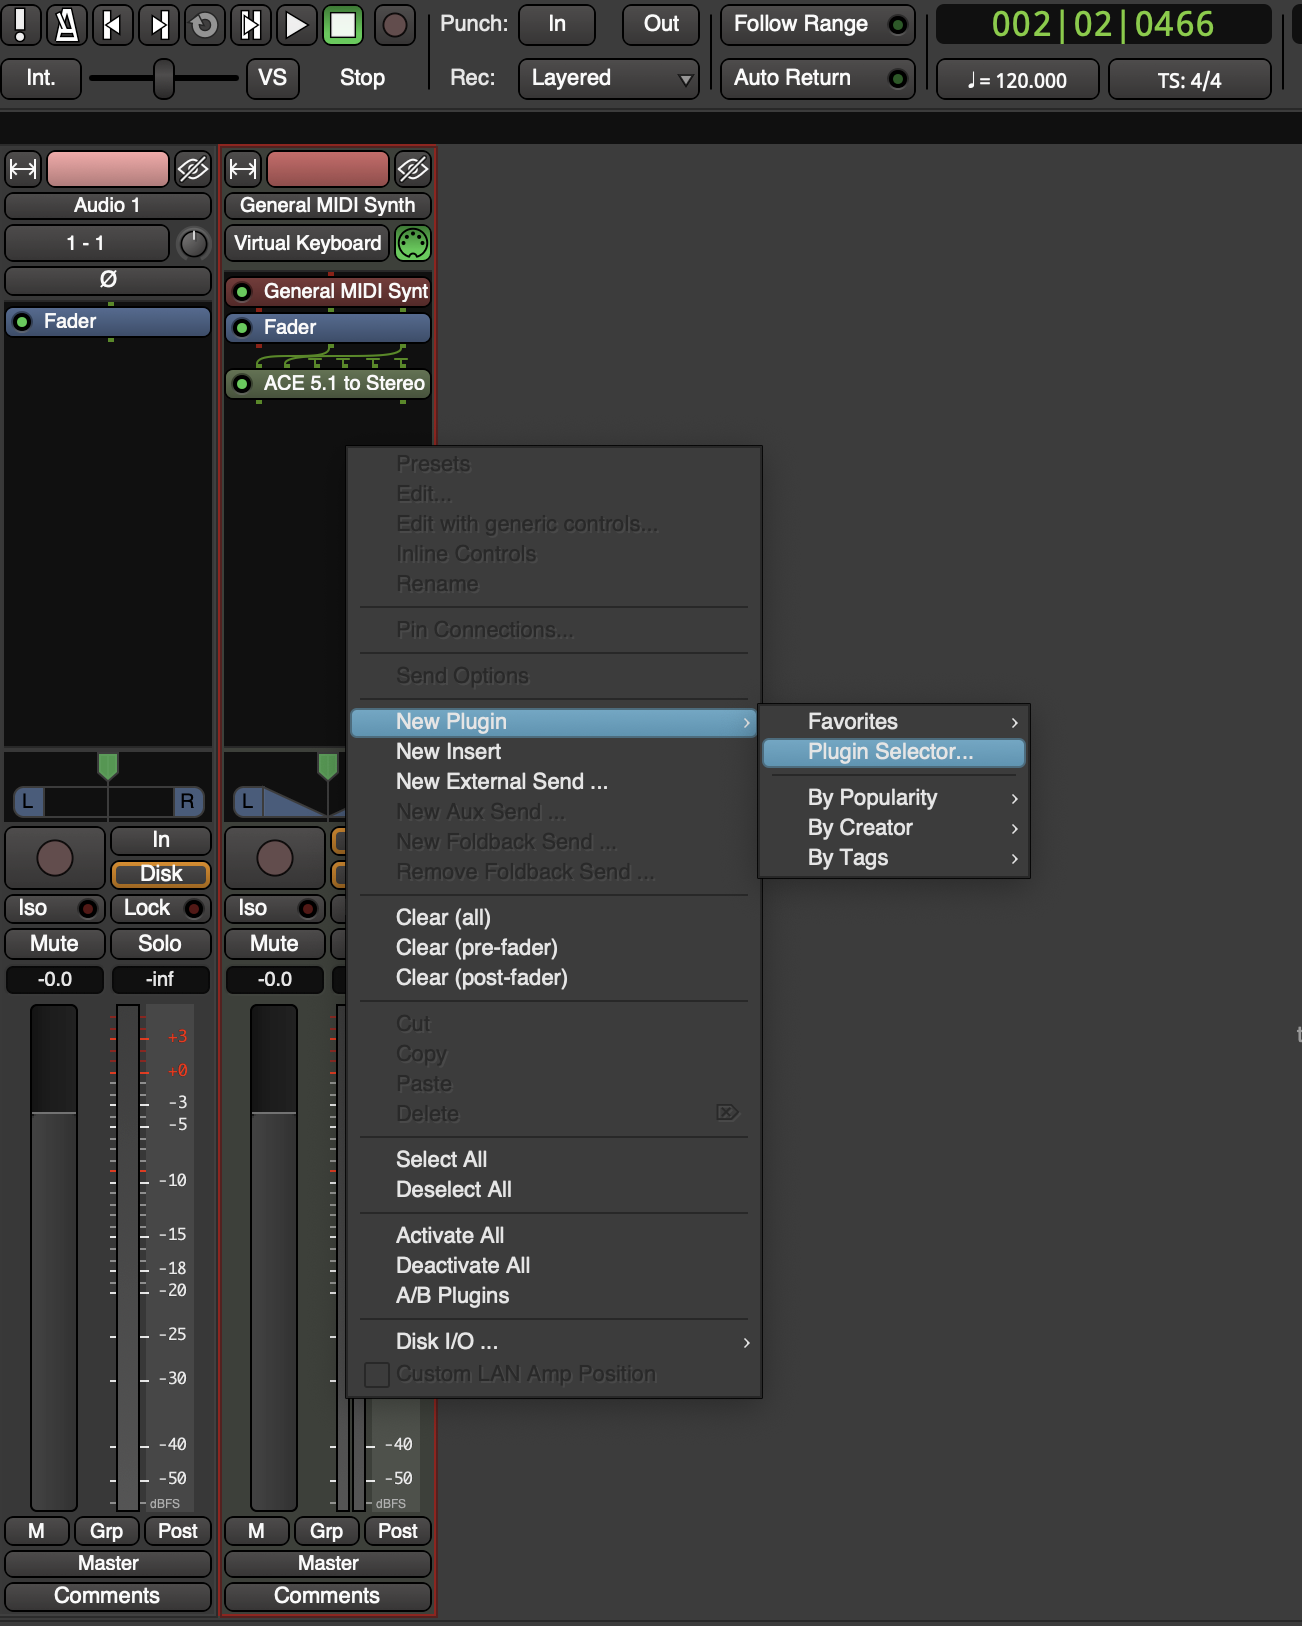 Punch: In Out Follow Range 002|02|0466
Int. VS Stop Rec: Layered Auto Return ♩= 120.000 TS: 4/4
Audio 1
1 - 1
Ø
Fader
L R
In
Disk
Iso Lock
Mute Solo
-0.0 -inf
+3
+0
-3
-5
-10
-15
-18
-20
-25
-30
-40
-50
dBFS
M Grp Post
Master
Comments
General MIDI Synth
Virtual Keyboard
General MIDI Synt
Fader
ACE 5.1 to Stereo
L
Iso
Mute
-0.0
-40
-50
dBFS
M Grp Post
Master
Comments
Presets
Edit...
Edit with generic controls...
Inline Controls
Rename
Pin Connections...
Send Options
New Plugin
New Insert
New External Send ...
New Aux Send ...
New Foldback Send ...
Remove Foldback Send ...
Clear (all)
Clear (pre-fader)
Clear (post-fader)
Cut
Copy
Paste
Delete
Select All
Deselect All
Activate All
Deactivate All
A/B Plugins
Disk I/O ...
Custom LAN Amp Position
Favorites
Plugin Selector...
By Popularity
By Creator
By Tags